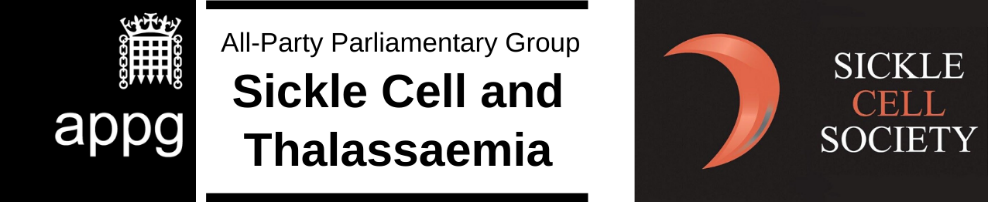 appg
All-Party Parliamentary Group
Sickle Cell and
Thalassaemia
SICKLE
CELL
SOCIETY